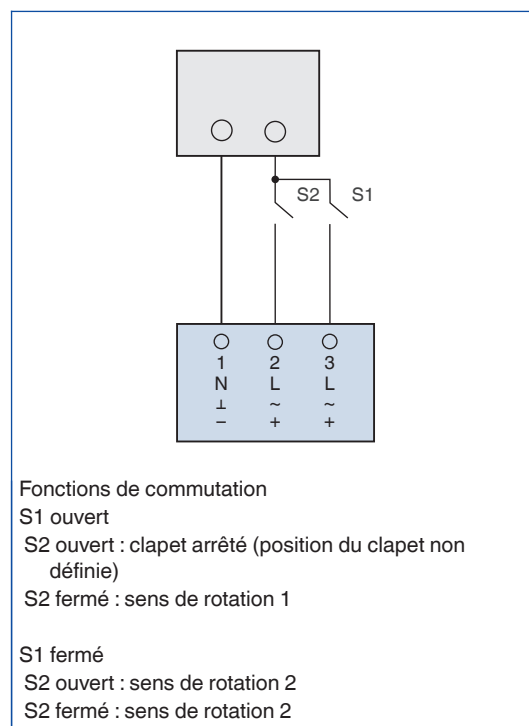 S2 S1
1 2 3
N L L
⊥ ~ ~
− + +
Fonctions de commutation
S1 ouvert
S2 ouvert : clapet arrêté (position du clapet non
définie)
S2 fermé : sens de rotation 1
S1 fermé
S2 ouvert : sens de rotation 2
S2 fermé : sens de rotation 2